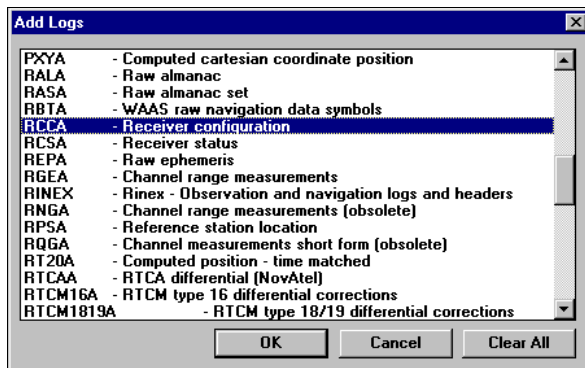 Add Logs
PXYA - Computed cartesian coordinate position
RALA - Raw almanac
RASA - Raw almanac set
RBTA - WAAS raw navigation data symbols
RCCA - Receiver configuration
RCSA - Receiver status
REPA - Raw ephemeris
RGEA - Channel range measurements
RINEX - Rinex - Observation and navigation logs and headers
RNGA - Channel range measurements (obsolete)
RPSA - Reference station location
RQGA - Channel measurements short form (obsolete)
RT20A - Computed position - time matched
RTCAA - RTCA differential (NovAtel)
RTCM16A - RTCM type 16 differential corrections
RTCM1819A - RTCM type 18/19 differential corrections
OK Cancel Clear All